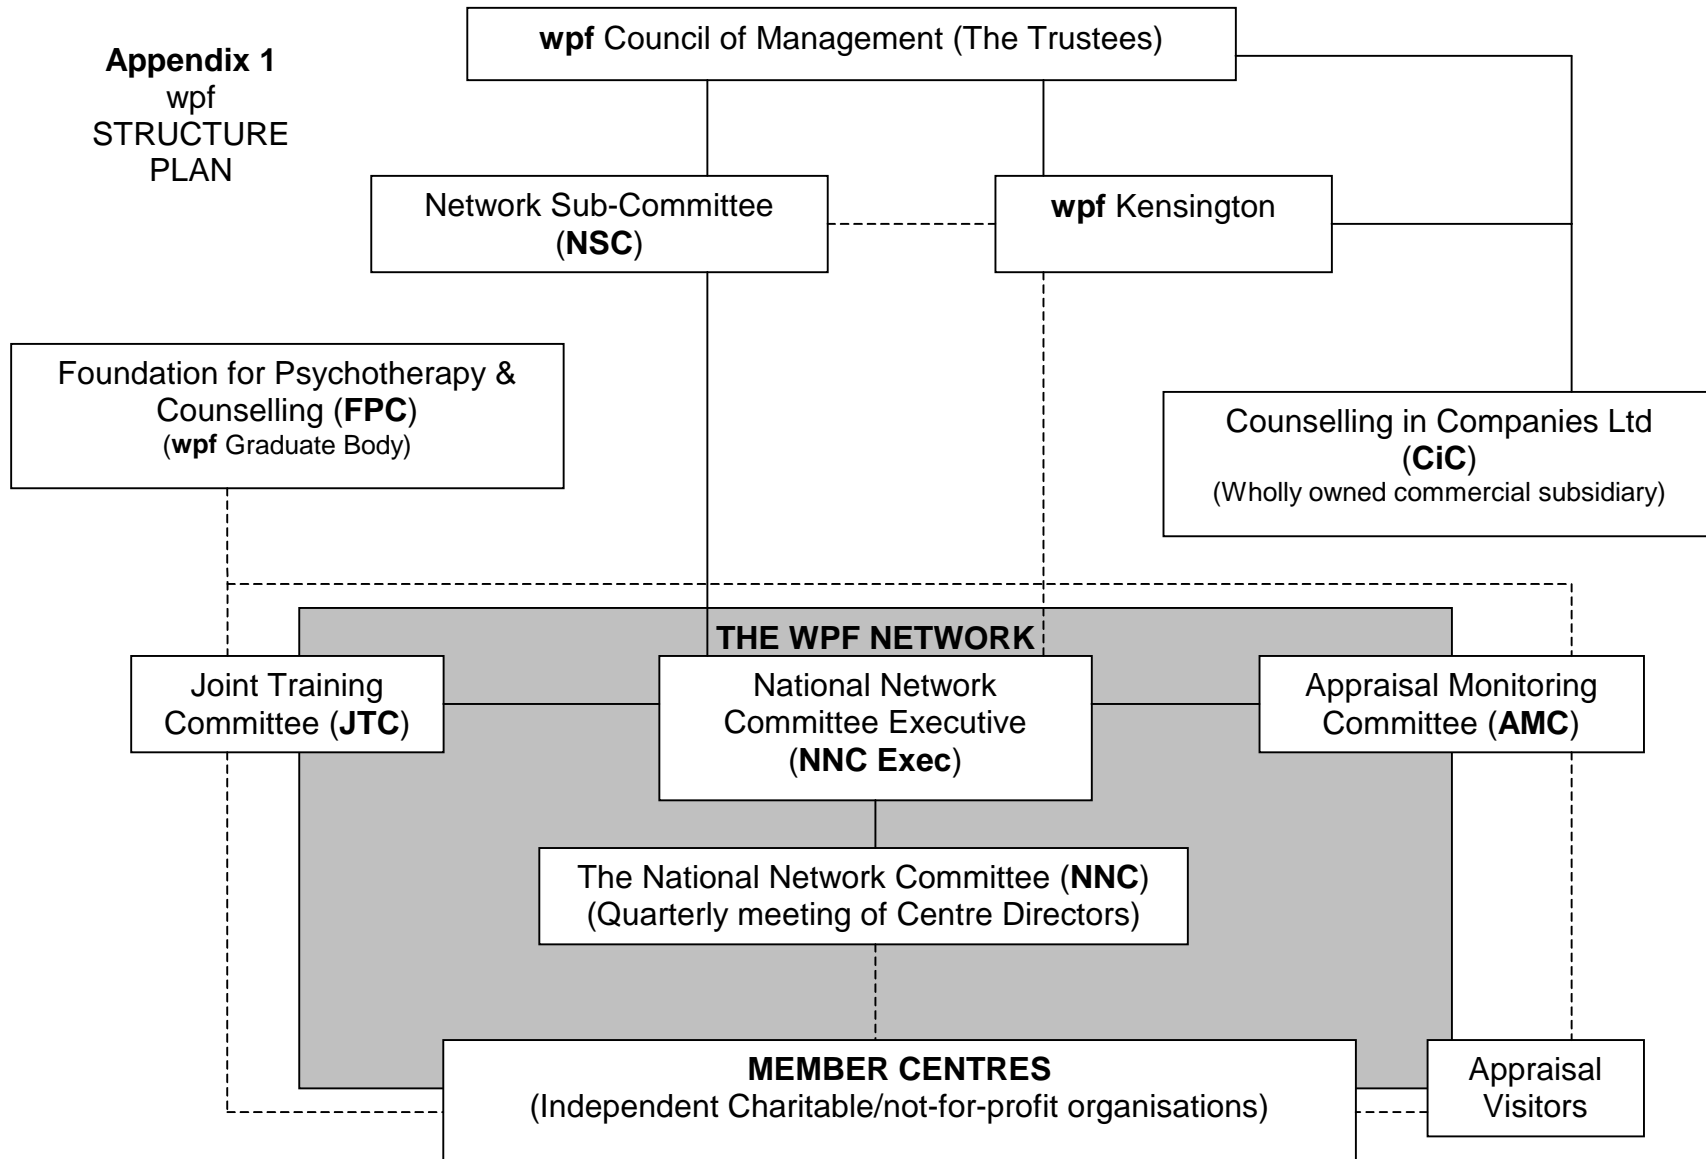 Appendix 1
wpf
STRUCTURE
PLAN
wpf Council of Management (The Trustees)
Network Sub-Committee
(NSC)
wpf Kensington
Foundation for Psychotherapy &
Counselling (FPC)
(wpf Graduate Body)
Counselling in Companies Ltd
(CiC)
(Wholly owned commercial subsidiary)
THE WPF NETWORK
Joint Training
Committee (JTC)
National Network
Committee Executive
(NNC Exec)
Appraisal Monitoring
Committee (AMC)
The National Network Committee (NNC)
(Quarterly meeting of Centre Directors)
MEMBER CENTRES
(Independent Charitable/not-for-profit organisations)
Appraisal
Visitors